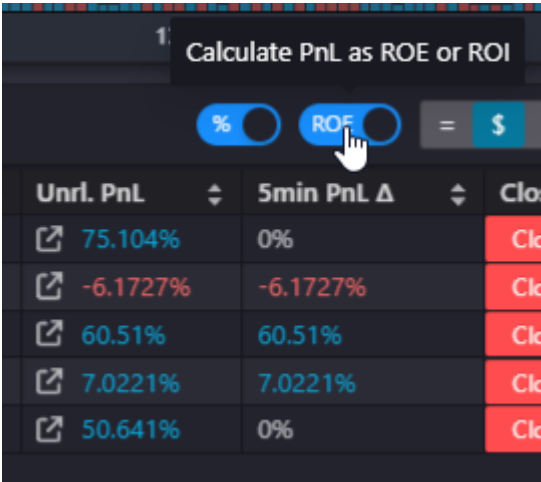 Calculate PnL as ROE or ROI
% ROE = $
Unrl. PnL 5min PnL Δ
75.104% 0%
-6.1727% -6.1727%
60.51% 60.51%
7.0221% 7.0221%
50.641% 0%